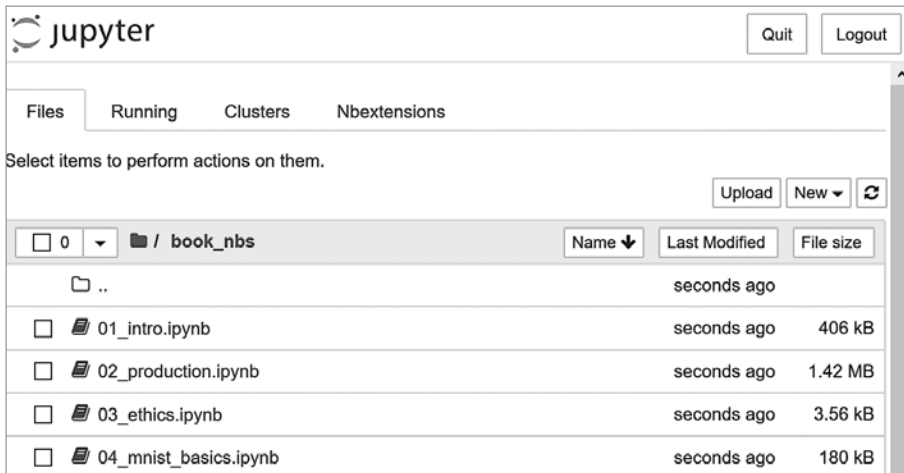 jupyter Quit Logout
Files Running Clusters Nbextensions
Select items to perform actions on them.
Upload New
0 / book_nbs Name Last Modified File size
.. seconds ago
01_intro.ipynb seconds ago 406 kB
02_production.ipynb seconds ago 1.42 MB
03_ethics.ipynb seconds ago 3.56 kB
04_mnist_basics.ipynb seconds ago 180 kB